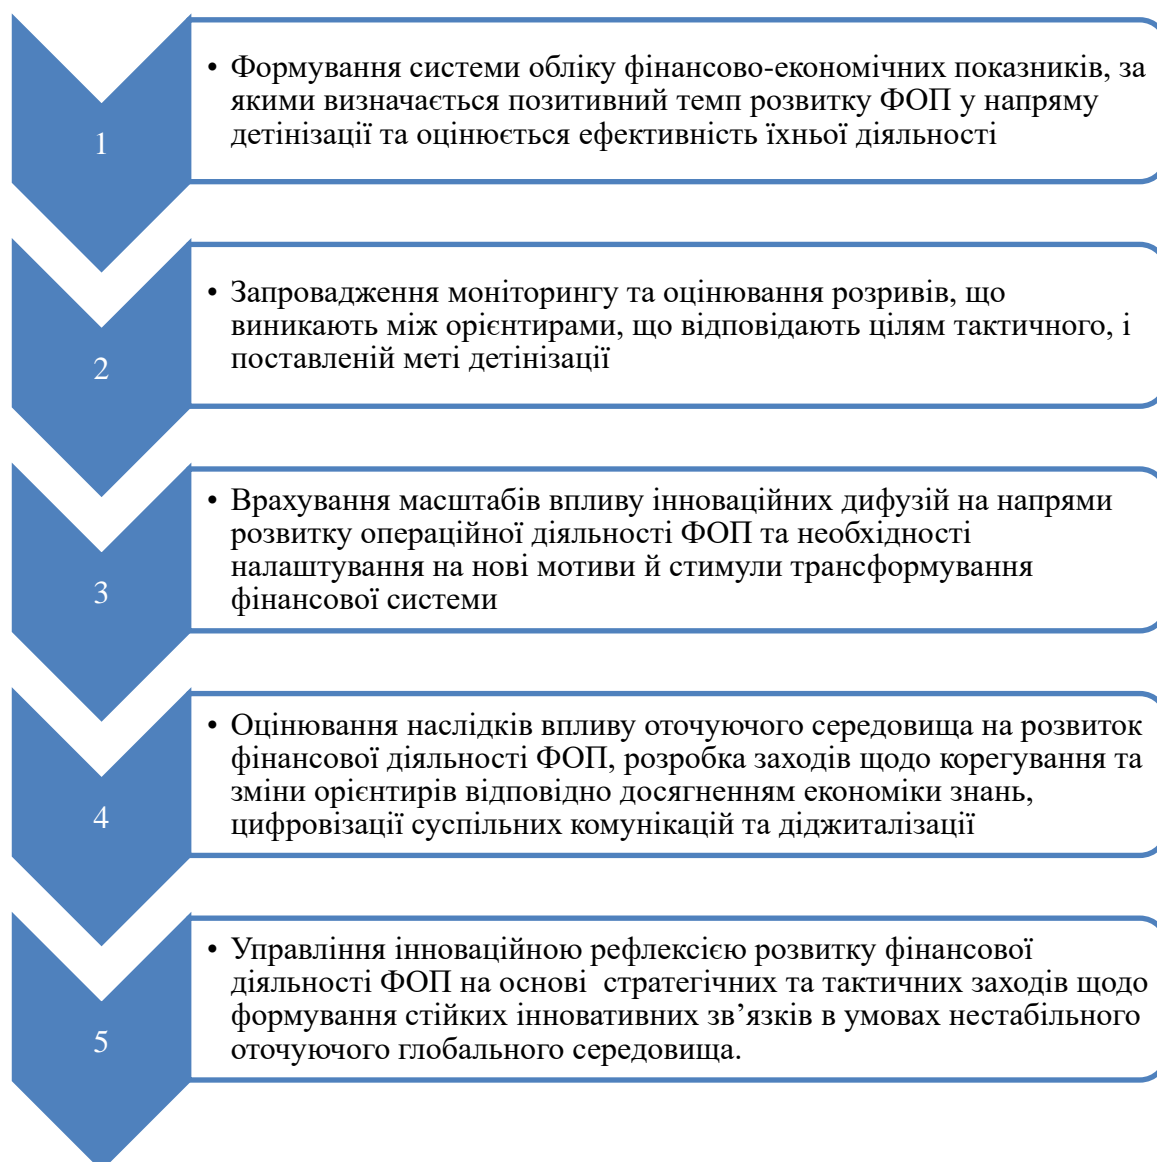 1
• Формування системи обліку фінансово-економічних показників, за
якими визначається позитивний темп розвитку ФОП у напряму
детінізації та оцінюється ефективність їхньої діяльності
2
• Запровадження моніторингу та оцінювання розривів, що
виникають між орієнтирами, що відповідають цілям тактичного, і
поставленій меті детінізації
3
• Врахування масштабів впливу інноваційних дифузій на напрями
розвитку операційної діяльності ФОП та необхідності
налаштування на нові мотиви й стимули трансформування
фінансової системи
4
• Оцінювання наслідків впливу оточуючого середовища на розвиток
фінансової діяльності ФОП, розробка заходів щодо корегування та
зміни орієнтирів відповідно досягненням економіки знань,
цифровізації суспільних комунікацій та діджиталізації
5
• Управління інноваційною рефлексією розвитку фінансової
діяльності ФОП на основі  стратегічних та тактичних заходів щодо
формування стійких інновативних зв’язків в умовах нестабільного
оточуючого глобального середовища.